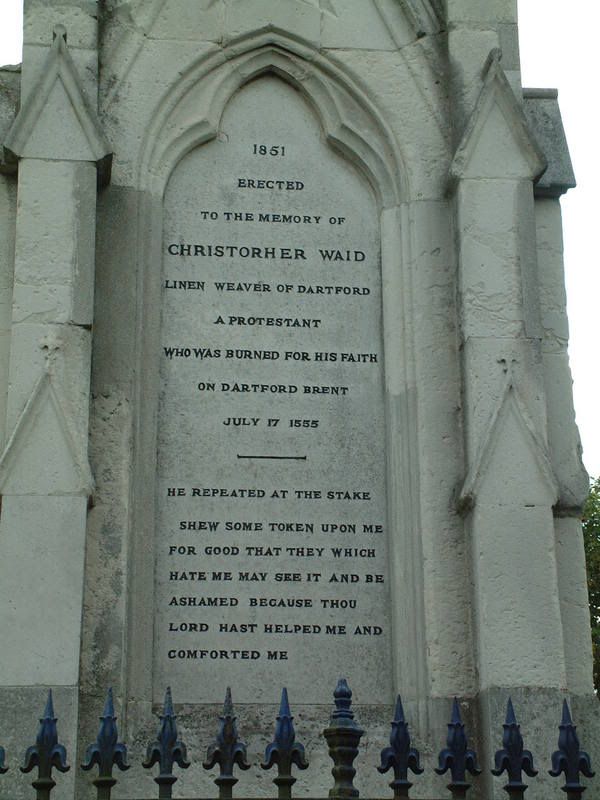 1851
ERECTED
TO THE MEMORY OF
CHRISTORHER WAID
LINEN WEAVER OF DARTFORD
A PROTESTANT
WHO WAS BURNED FOR HIS FAITH
ON DARTFORD BRENT
JULY 17 1555
HE REPEATED AT THE STAKE
SHEW SOME TOKEN UPON ME
FOR GOOD THAT THEY WHICH
HATE ME MAY SEE IT AND BE
ASHAMED BECAUSE THOU
LORD HAST HELPED ME AND
COMFORTED ME